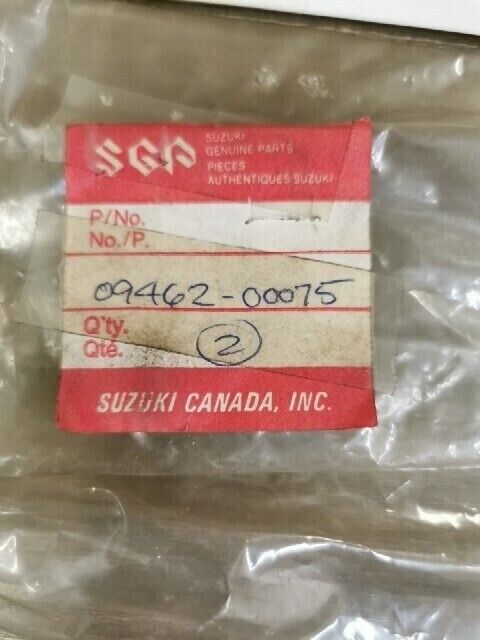 SGP
SUZUKI
GENUINE PARTS
PIECES
AUTHENTIQUES SUZUKI
P/No.
No./P.
09462-00075
Q'ty.
Qté.
2
SUZUKI CANADA, INC.